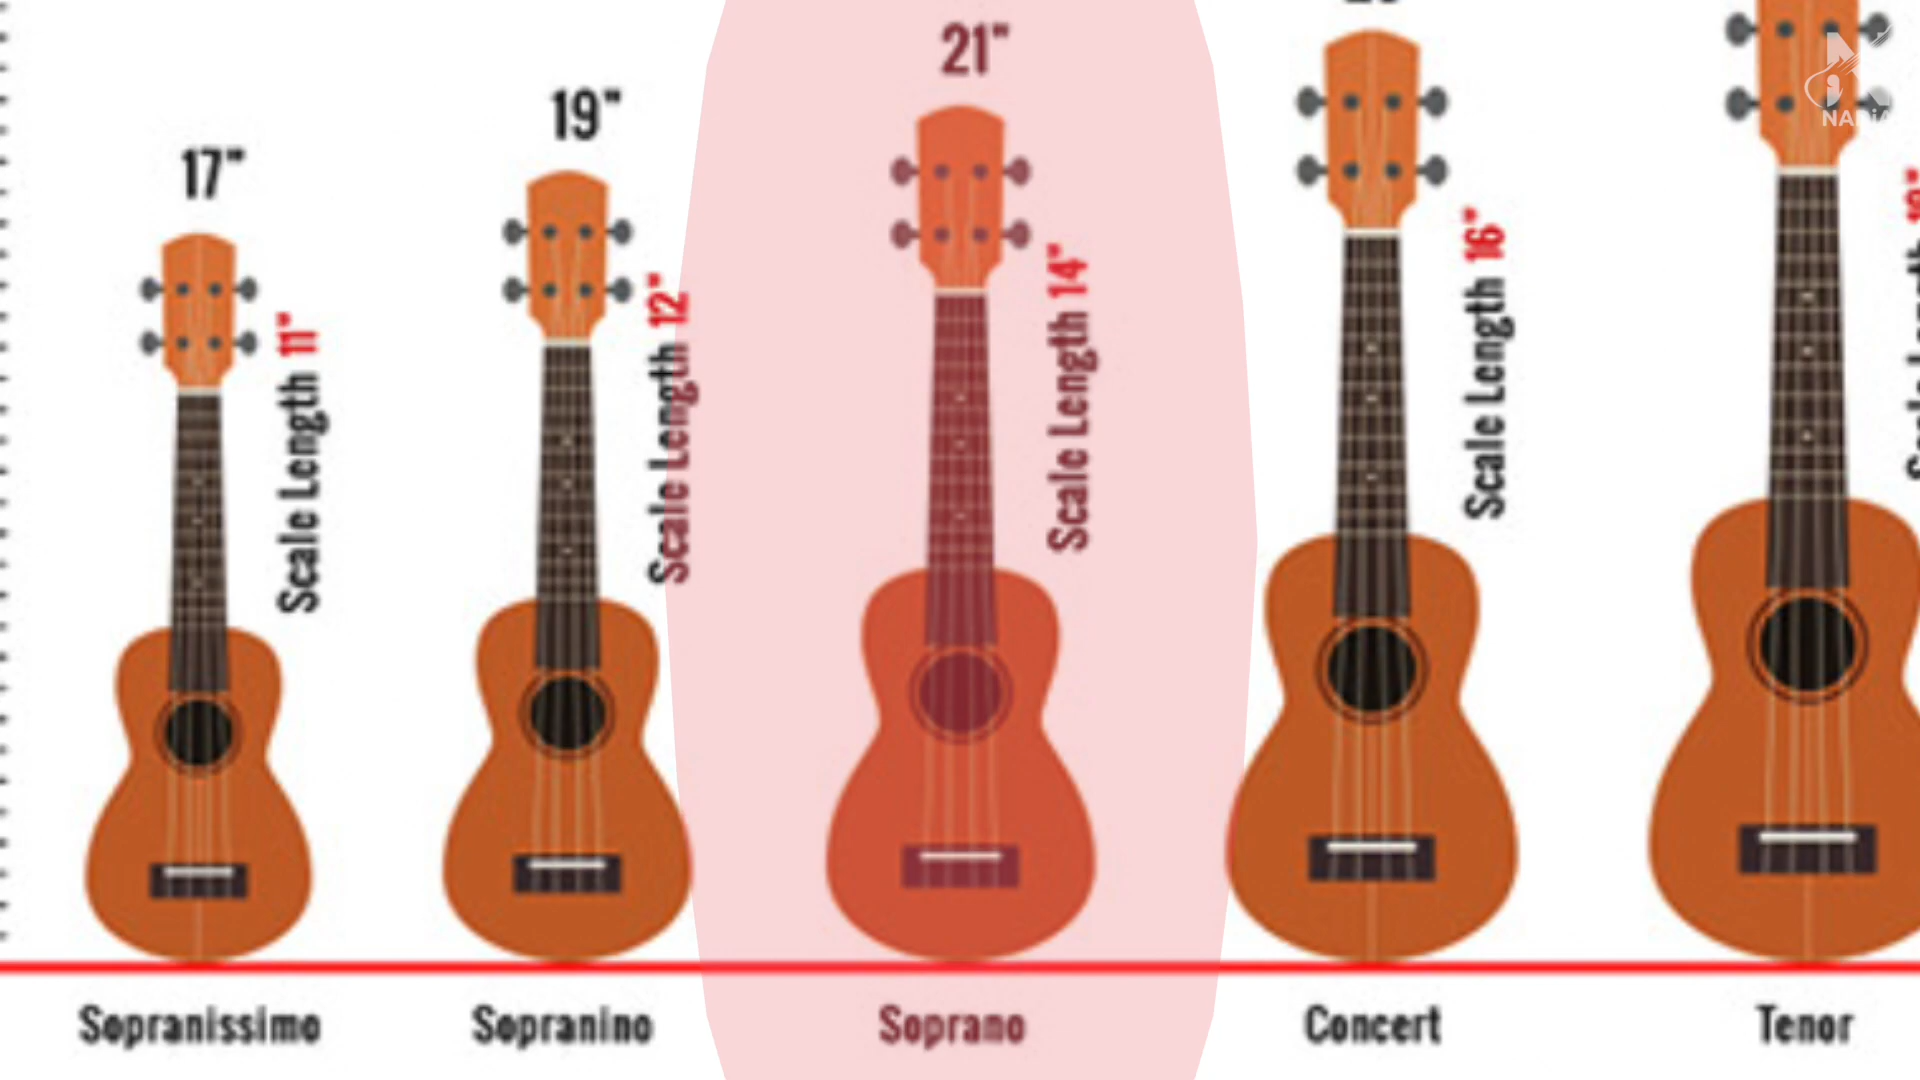 17"
Scale Length 11"
Sopranissimo
19"
Scale Length 12"
Sopranino
21"
Scale Length 14"
Soprano
Scale Length 16"
Concert
Tenor